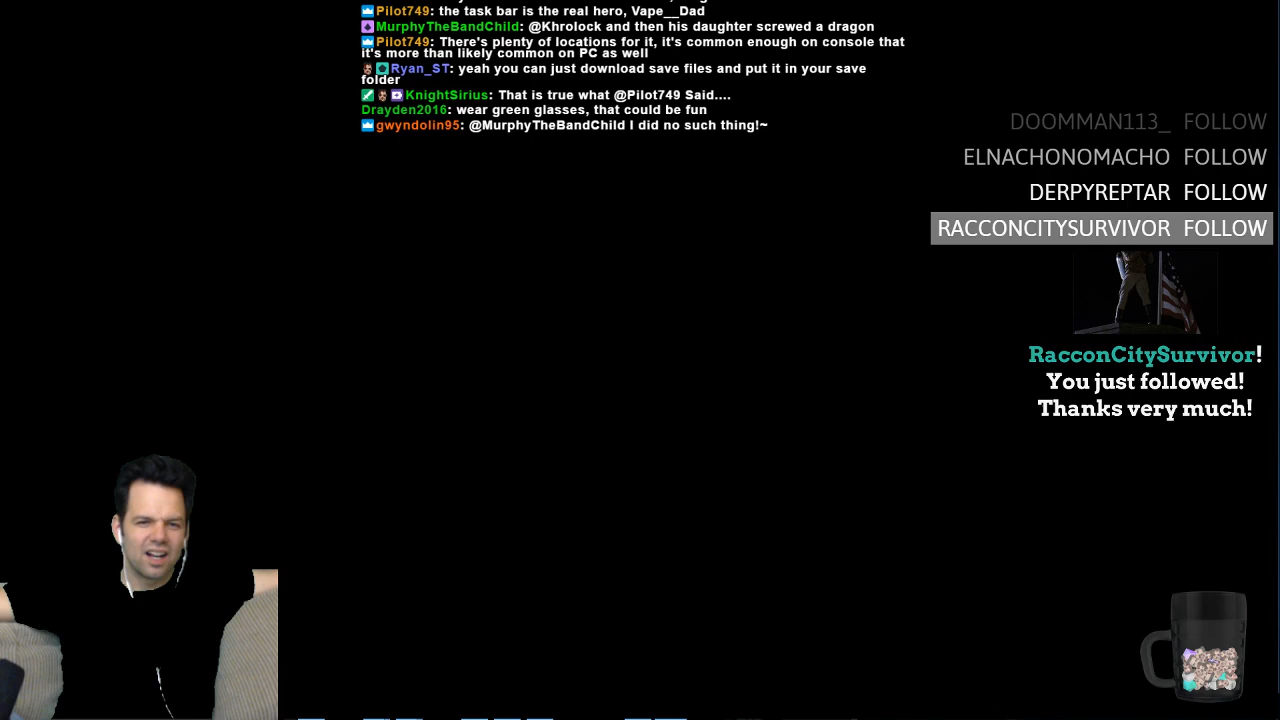 Pilot749: the task bar is the real hero, Vape__Dad
MurphyTheBandChild: @Khrolock and then his daughter screwed a dragon
Pilot749: There's plenty of locations for it, it's common enough on console that
it's more than likely common on PC as well
Ryan_ST: yeah you can just download save files and put it in your save
folder
KnightSirius: That is true what @Pilot749 Said....
Drayden2016: wear green glasses, that could be fun
gwyndolin95: @MurphyTheBandChild I did no such thing!~
DOOMMAN113_ FOLLOW
ELNACHONOMACHO FOLLOW
DERPYREPTAR FOLLOW
RACCONCITYSURVIVOR FOLLOW
RacconCitySurvivor!
You just followed!
Thanks very much!